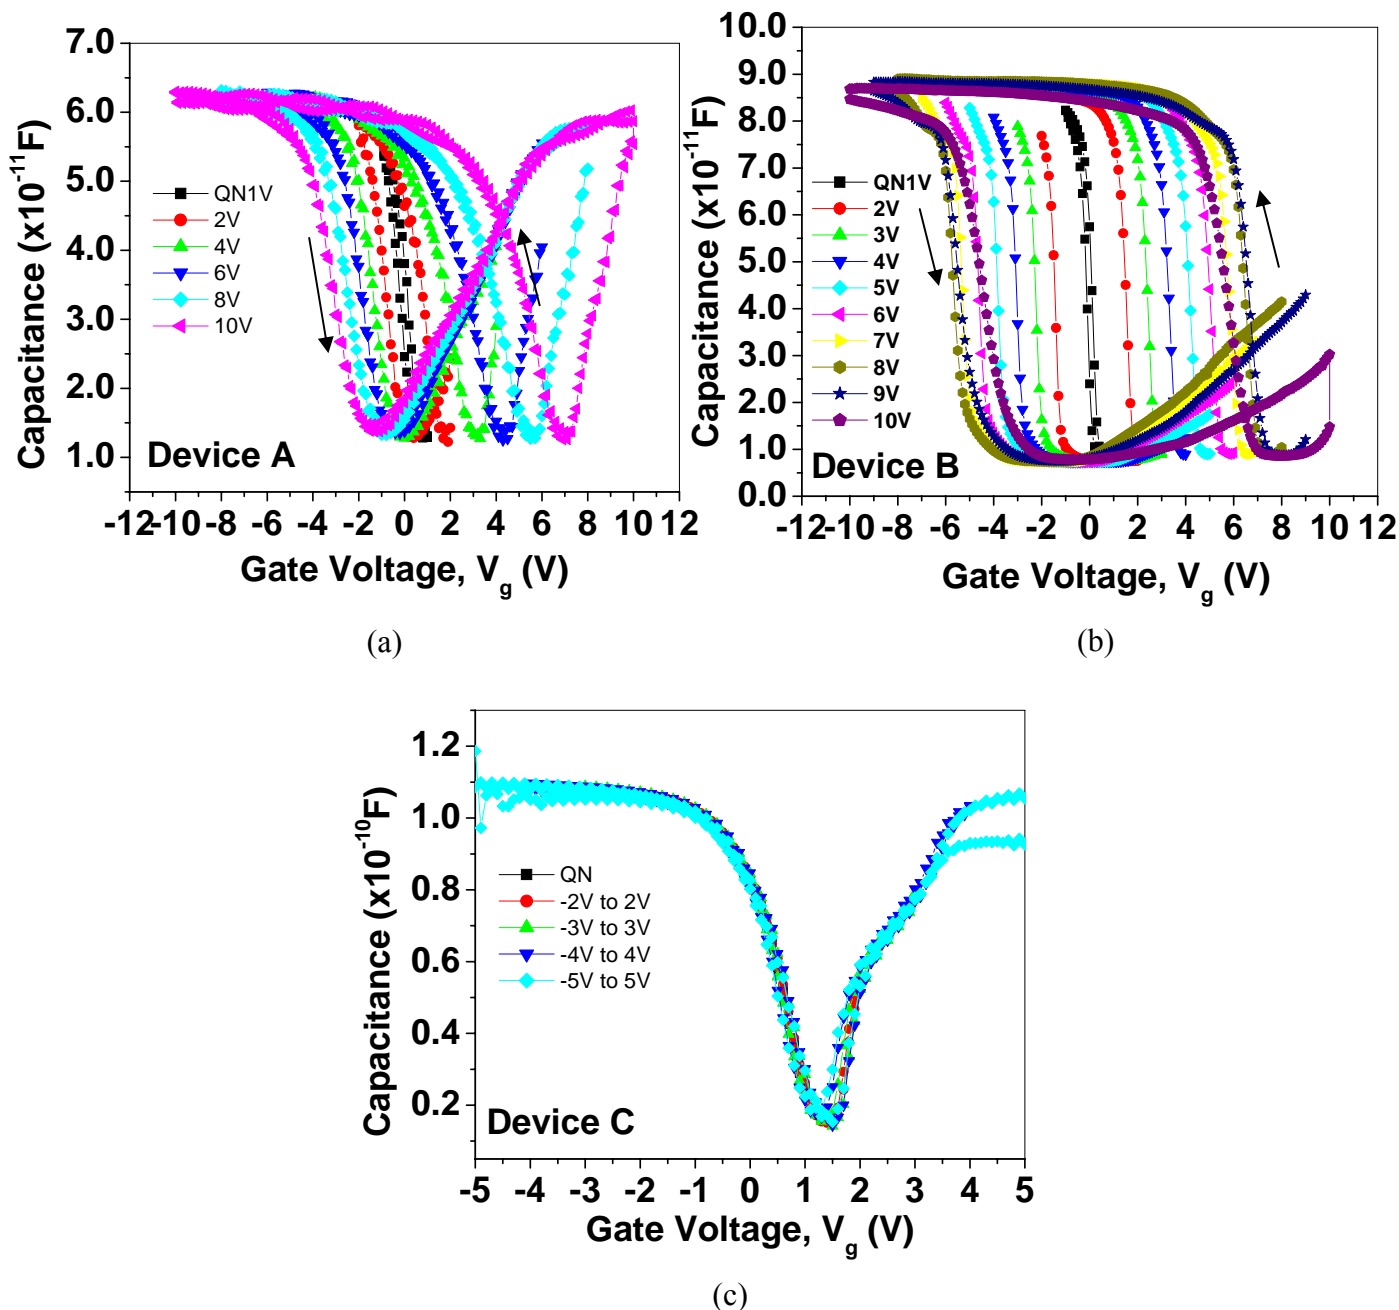 7.0
6.0
5.0
4.0
3.0
2.0
1.0
Capacitance (x10⁻¹¹F)
QN1V
2V
4V
6V
8V
10V
Device A
-12-10 -8 -6 -4 -2 0 2 4 6 8 10 12
Gate Voltage, Vg (V)
(a)
10.0
9.0
8.0
7.0
6.0
5.0
4.0
3.0
2.0
1.0
0.0
Capacitance (x10⁻¹¹F)
QN1V
2V
3V
4V
5V
6V
7V
8V
9V
10V
Device B
-12-10 -8 -6 -4 -2 0 2 4 6 8 10 12
Gate Voltage, Vg (V)
(b)
1.2
1.0
0.8
0.6
0.4
0.2
Capacitance (x10⁻¹⁰F)
QN
-2V to 2V
-3V to 3V
-4V to 4V
-5V to 5V
Device C
-5 -4 -3 -2 -1 0 1 2 3 4 5
Gate Voltage, Vg (V)
(c)